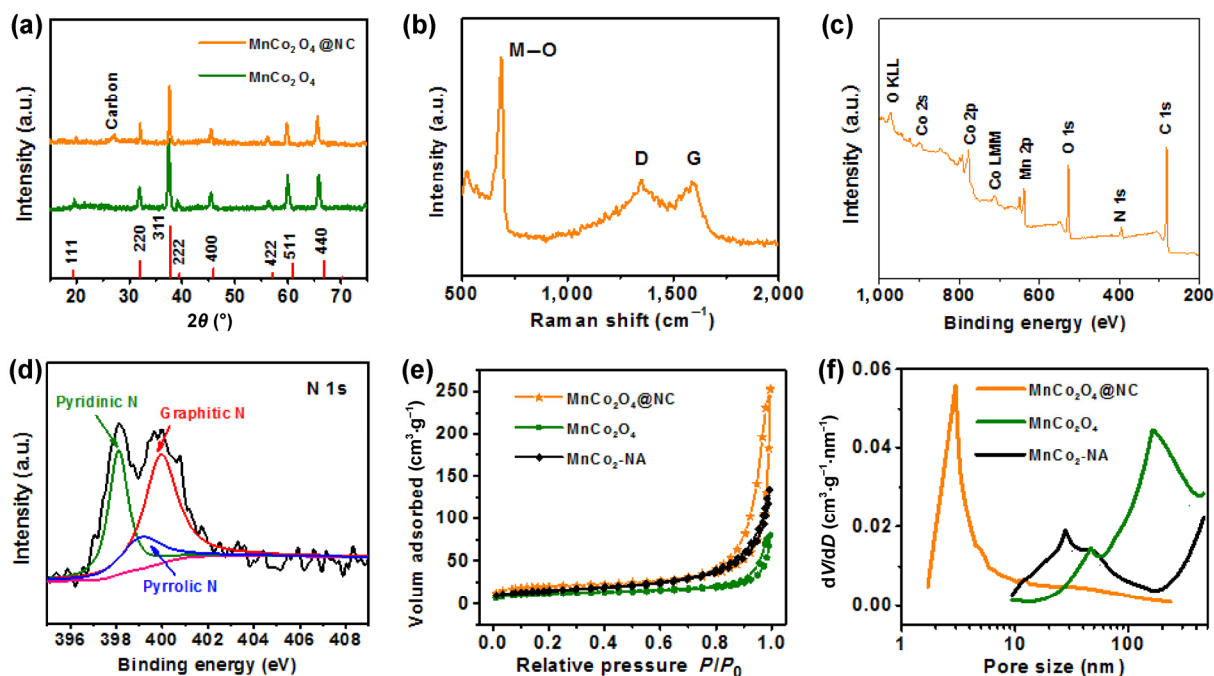 (a)
MnCo₂O₄@NC
MnCo₂O₄
Carbon
111
220
311
222
400
422
511
440
Intensity (a.u.)
20 30 40 50 60 70
2θ (°)
(b)
M—O
D
G
Intensity (a.u.)
500 1,000 1,500 2,000
Raman shift (cm⁻¹)
(c)
O KLL
Co 2s
Co 2p
Co LMM
Mn 2p
O 1s
N 1s
C 1s
Intensity (a.u.)
1,000 800 600 400 200
Binding energy (eV)
(d)
N 1s
Pyridinic N
Graphitic N
Pyrrolic N
Intensity (a.u.)
396 398 400 402 404 406 408
Binding energy (eV)
(e)
MnCo₂O₄@NC
MnCo₂O₄
MnCo₂-NA
Volum adsorbed (cm³·g⁻¹)
250
200
150
100
50
0
0.0 0.2 0.4 0.6 0.8 1.0
Relative pressure P/P₀
(f)
MnCo₂O₄@NC
MnCo₂O₄
MnCo₂-NA
dV/dD (cm³·g⁻¹·nm⁻¹)
0.06
0.04
0.02
0.00
1 10 100
Pore size (nm)